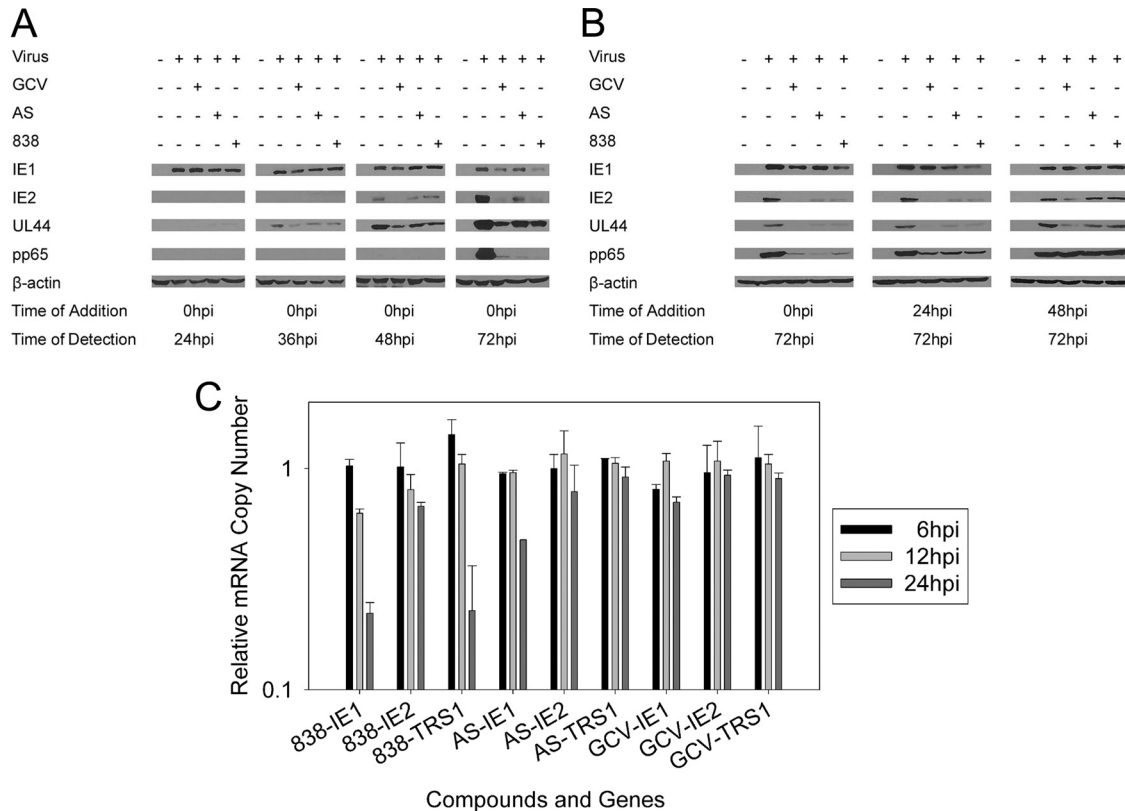 A
Virus - + + + + - + + + + - + + + + - + + + +
GCV - - + - - - - + - - - - + - - - - + - -
AS - - - + - - - - + - - - - + - - - - + -
838 - - - - + - - - - + - - - - + - - - - +
IE1
IE2
UL44
pp65
β-actin
Time of Addition 0hpi 0hpi 0hpi 0hpi
Time of Detection 24hpi 36hpi 48hpi 72hpi
B
Virus - + + + + - + + + + - + + + +
GCV - - + - - - - + - - - - + - -
AS - - - + - - - - + - - - - + -
838 - - - - + - - - - + - - - - +
IE1
IE2
UL44
pp65
β-actin
Time of Addition 0hpi 24hpi 48hpi
Time of Detection 72hpi 72hpi 72hpi
C
Relative mRNA Copy Number
1
0.1
838-IE1
838-IE2
838-TRS1
AS-IE1
AS-IE2
AS-TRS1
GCV-IE1
GCV-IE2
GCV-TRS1
Compounds and Genes
6hpi
12hpi
24hpi